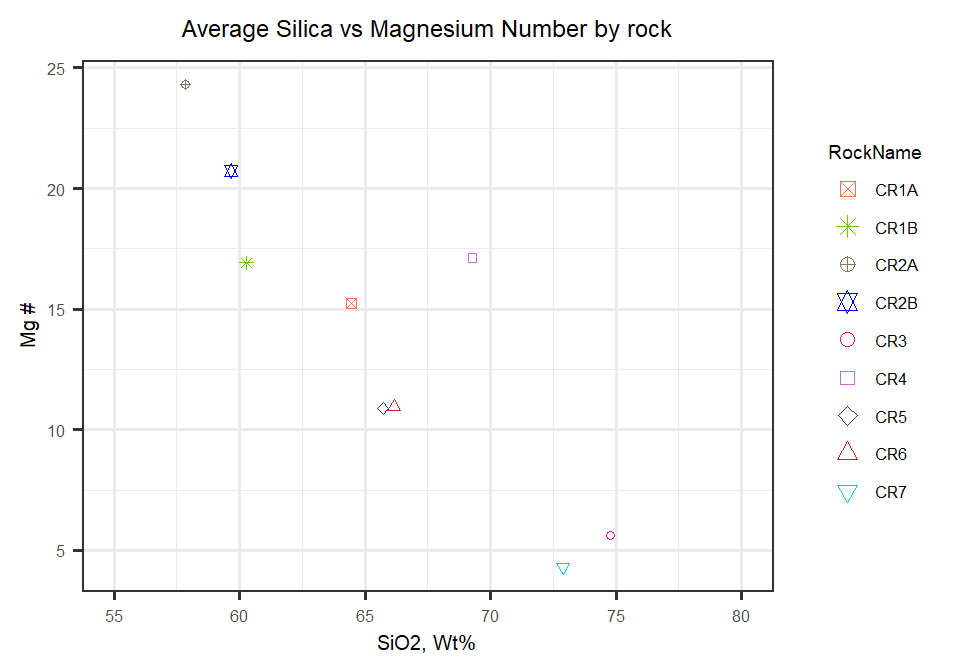 Average Silica vs Magnesium Number by rock
25
20
15
10
5
Mg #
55 60 65 70 75 80
SiO2, Wt%
RockName
CR1A
CR1B
CR2A
CR2B
CR3
CR4
CR5
CR6
CR7